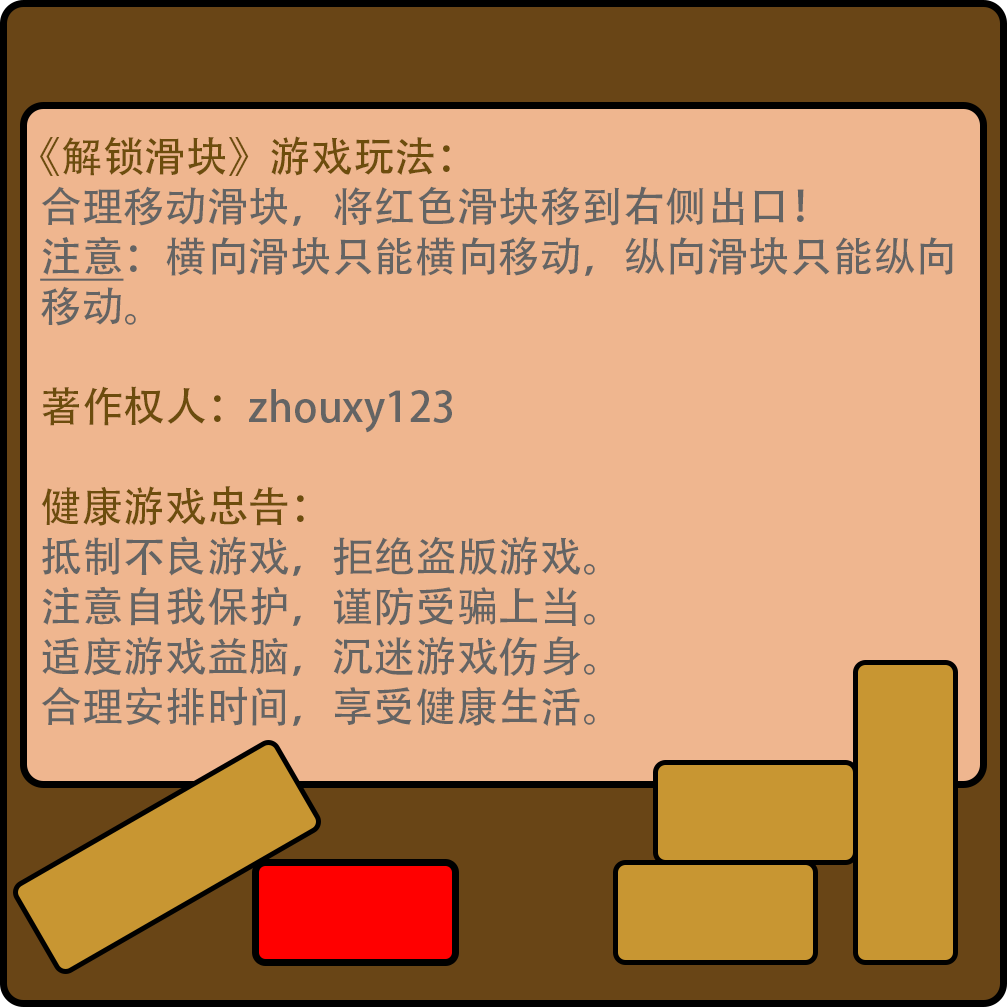 《解锁滑块》游戏玩法：
合理移动滑块，将红色滑块移到右侧出口！
注意：横向滑块只能横向移动，纵向滑块只能纵向
移动。
著作权人：zhouxy123
健康游戏忠告：
抵制不良游戏，拒绝盗版游戏。
注意自我保护，谨防受骗上当。
适度游戏益脑，沉迷游戏伤身。
合理安排时间，享受健康生活。